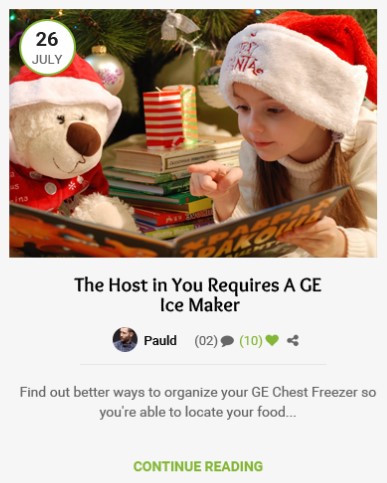 26
JULY
SANTA
The Host in You Requires A GE
Ice Maker
Pauld (02) (10)
Find out better ways to organize your GE Chest Freezer so
you're able to locate your food...
CONTINUE READING